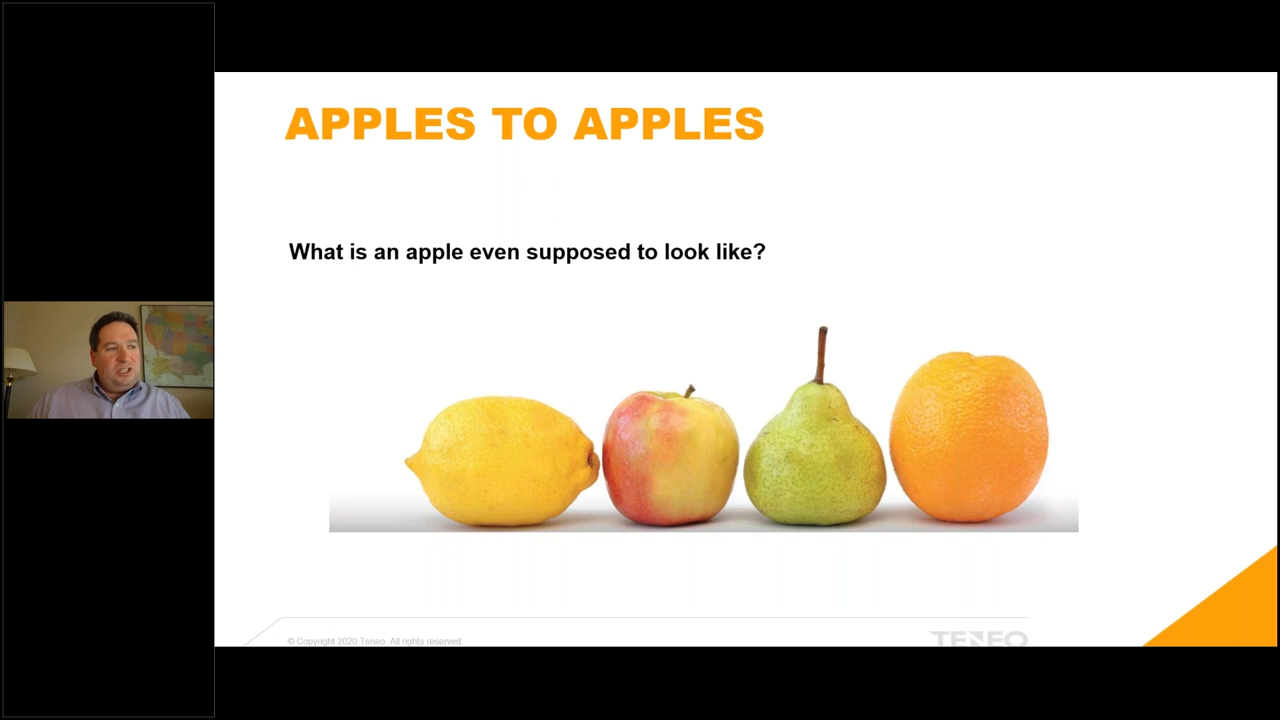 APPLES TO APPLES
What is an apple even supposed to look like?
© Copyright 2020 Teneo. All rights reserved
TENEO